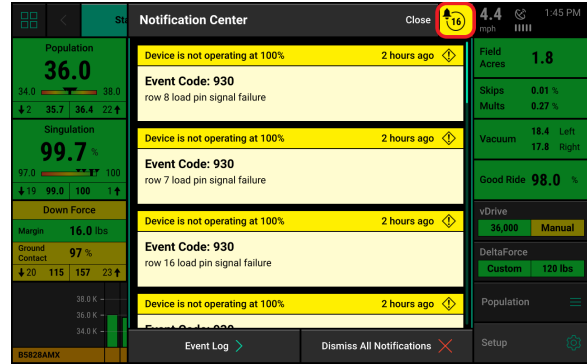 Sta
Notification Center
Close
16
4.4
mph
1:45 PM
Population
36.0
34.0
38.0
2
35.7
36.4
22
Singulation
99.7 %
97.0
100
19
99.0
100
1
Down Force
Margin
16.0 lbs
Ground Contact
97 %
20
115
157
23
38.0 K
36.0 K
34.0 K
B5828AMX
Device is not operating at 100%
2 hours ago
Event Code: 930
row 8 load pin signal failure
Device is not operating at 100%
2 hours ago
Event Code: 930
row 7 load pin signal failure
Device is not operating at 100%
2 hours ago
Event Code: 930
row 16 load pin signal failure
Device is not operating at 100%
2 hours ago
Event Code: 930
Event Log
Dismiss All Notifications
Field
Acres
1.8
Skips
0.01 %
Mults
0.27 %
Vacuum
18.4 Left
17.8 Right
Good Ride
98.0 %
vDrive
36,000
Manual
DeltaForce
Custom
120 lbs
Population
Setup